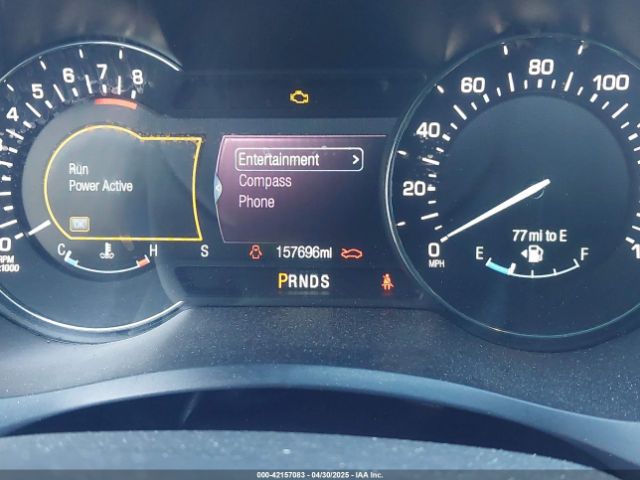 4 5 6 7 8
0
RPM
x1000
Run
Power Active
OK
C H S
Entertainment >
Compass
Phone
157696mi
PRNDS
0 20 40 60 80 100
MPH
77 mi to E
E F
000-42157083 - 04/30/2025 - IAA, Inc.